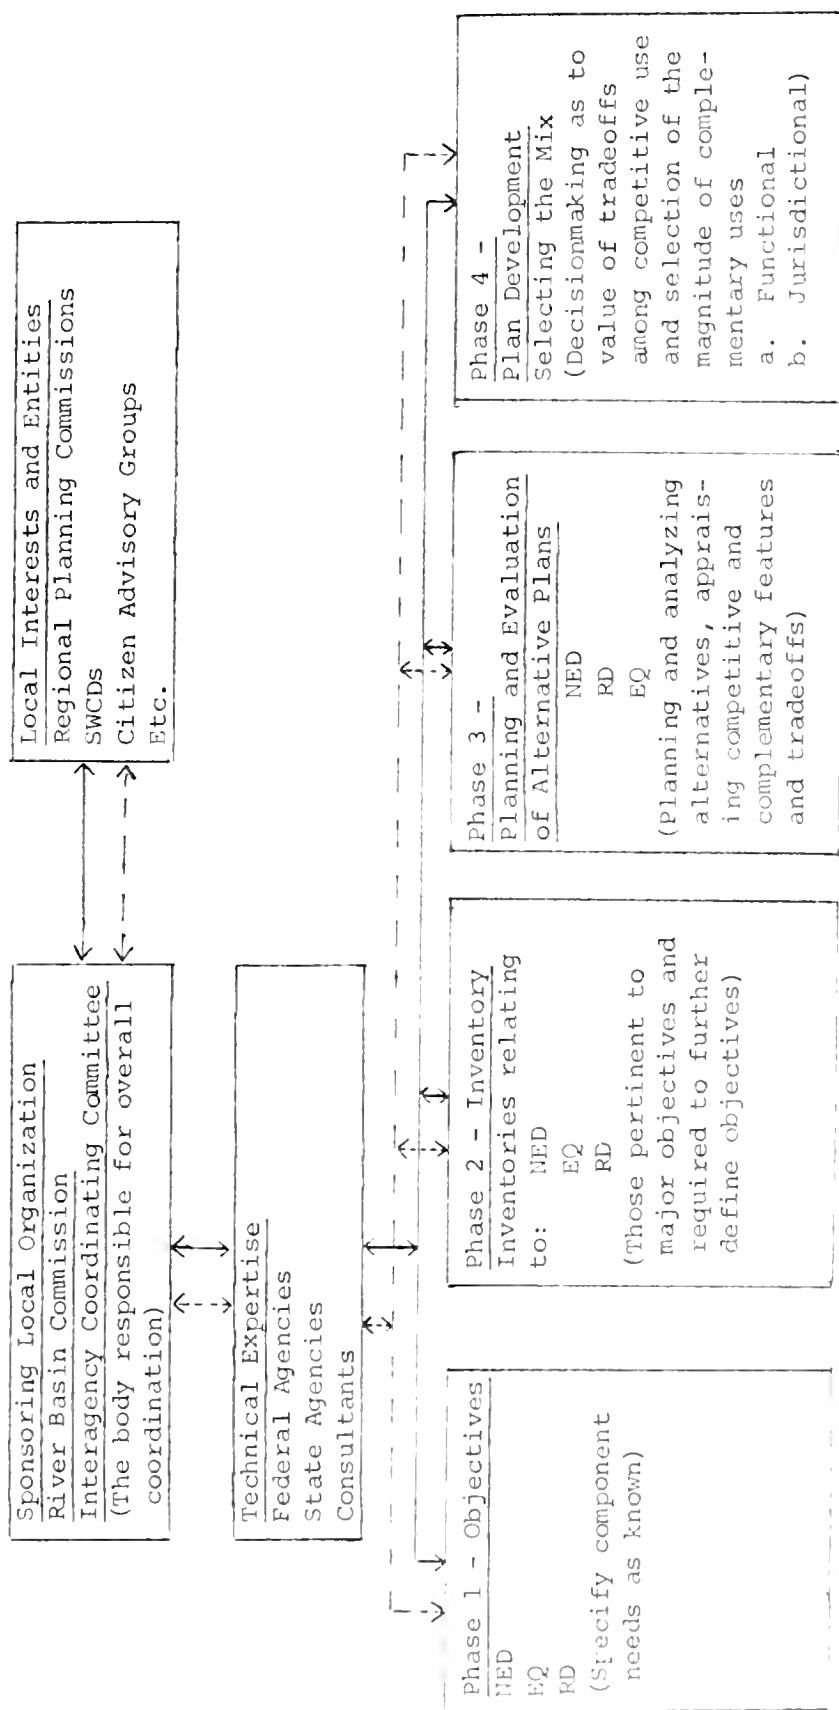 Sponsoring Local Organization
River Basin Commission
Interagency Coordinating Committee
(The body responsible for overall
coordination)
Local Interests and Entities
Regional Planning Commissions
SWCDs
Citizen Advisory Groups
Etc.
Technical Expertise
Federal Agencies
State Agencies
Consultants
Phase 1 - Objectives
NED
EQ
RD
(Specify component
needs as known)
Phase 2 - Inventory
Inventories relating
to: NED
EQ
RD
(Those pertinent to
major objectives and
required to further
define objectives)
Phase 3 -
Planning and Evaluation
of Alternative Plans
NED
RD
EQ
(Planning and analyzing
alternatives, apprais-
ing competitive and
complementary features
and tradeoffs)
Phase 4 -
Plan Development
Selecting the Mix
(Decisionmaking as to
value of tradeoffs
among competitive use
and selection of the
magnitude of comple-
mentary uses
a. Functional
b. Jurisdictional)